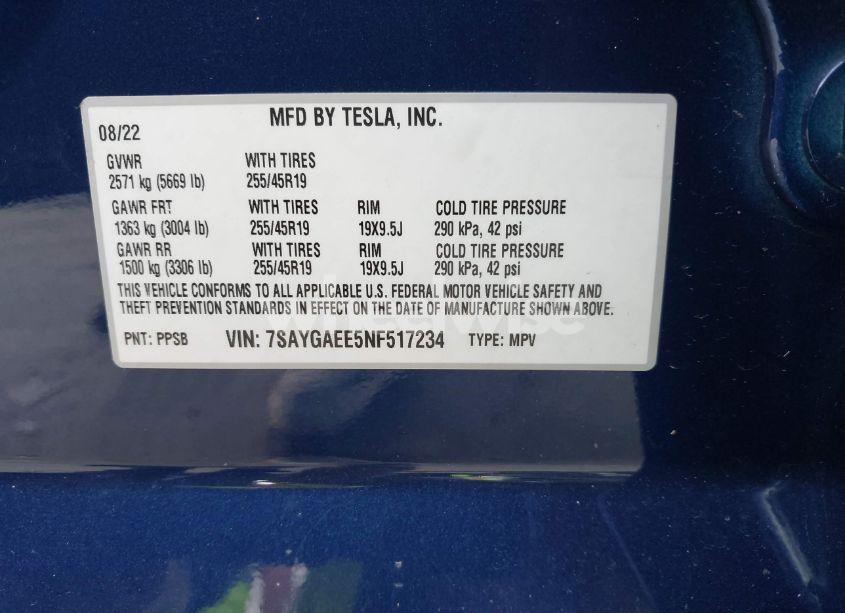 MFD BY TESLA, INC.
08/22
GVWR WITH TIRES
2571 kg (5669 lb) 255/45R19
GAWR FRT WITH TIRES RIM COLD TIRE PRESSURE
1363 kg (3004 lb) 255/45R19 19X9.5J 290 kPa, 42 psi
GAWR RR WITH TIRES RIM COLD TIRE PRESSURE
1500 kg (3306 lb) 255/45R19 19X9.5J 290 kPa, 42 psi
THIS VEHICLE CONFORMS TO ALL APPLICABLE U.S. FEDERAL MOTOR VEHICLE SAFETY AND
THEFT PREVENTION STANDARDS IN EFFECT ON THE DATE OF MANUFACTURE SHOWN ABOVE.
PNT: PPSB VIN: 7SAYGAEE5NF517234 TYPE: MPV